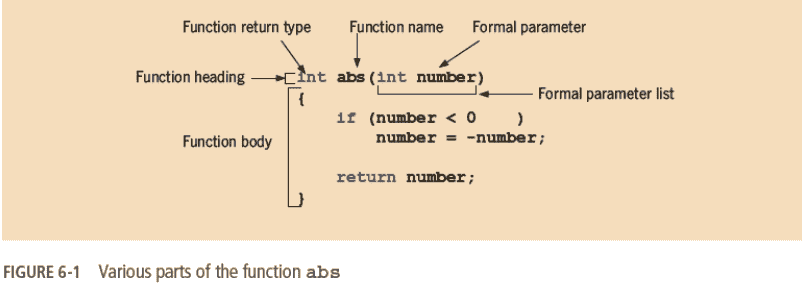 Function return type Function name Formal parameter
Function heading int abs(int number)
Formal parameter list
{
if (number < 0 )
number = -number;
Function body
return number;
}
FIGURE 6-1 Various parts of the function abs